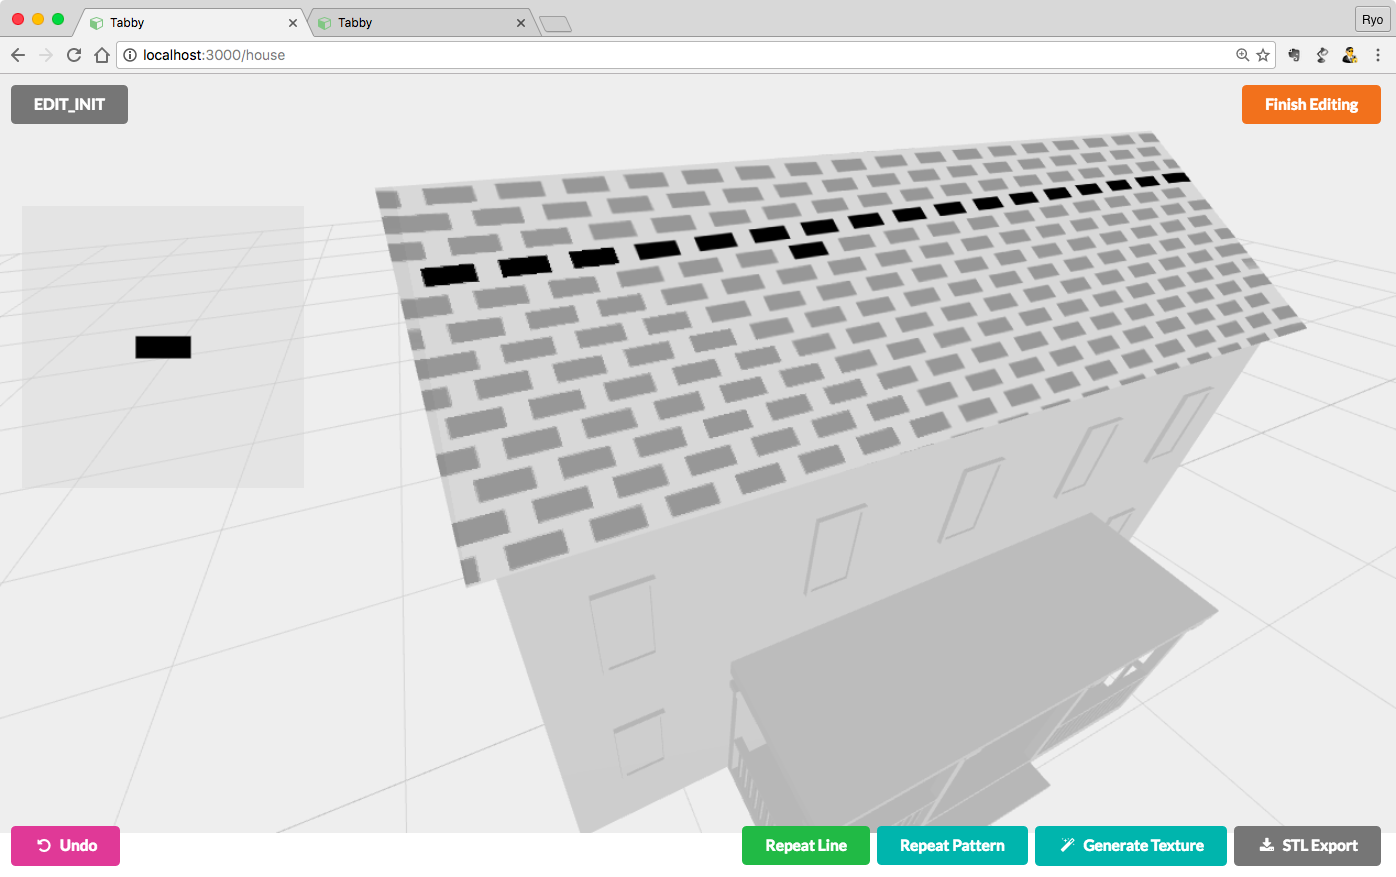 Tabby
Tabby
Ryo
localhost:3000/house
EDIT_INIT
Finish Editing
Undo
Repeat Line
Repeat Pattern
Generate Texture
STL Export